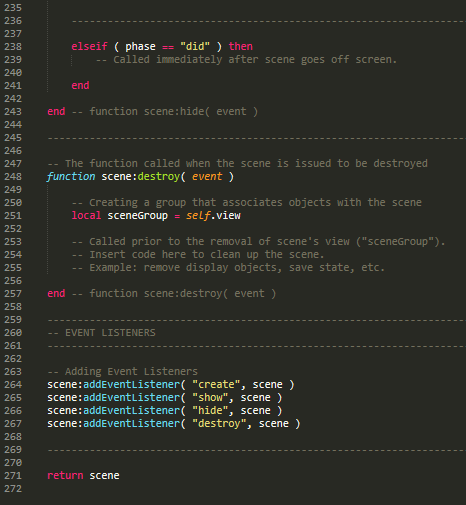 235
236 -----------------------------------------------------------------
237
238 elseif ( phase == "did" ) then
239 -- Called immediately after scene goes off screen.
240
241 end
242
243 end -- function scene:hide( event )
244
245 ---------------------------------------------------------------------
246
247 -- The function called when the scene is issued to be destroyed
248 function scene:destroy( event )
249
250 -- Creating a group that associates objects with the scene
251 local sceneGroup = self.view
252
253 -- Called prior to the removal of scene's view ("sceneGroup").
254 -- Insert code here to clean up the scene.
255 -- Example: remove display objects, save state, etc.
256
257 end -- function scene:destroy( event )
258
259 ---------------------------------------------------------------------
260 -- EVENT LISTENERS
261 ---------------------------------------------------------------------
262
263 -- Adding Event Listeners
264 scene:addEventListener( "create", scene )
265 scene:addEventListener( "show", scene )
266 scene:addEventListener( "hide", scene )
267 scene:addEventListener( "destroy", scene )
268
269 ---------------------------------------------------------------------
270
271 return scene
272